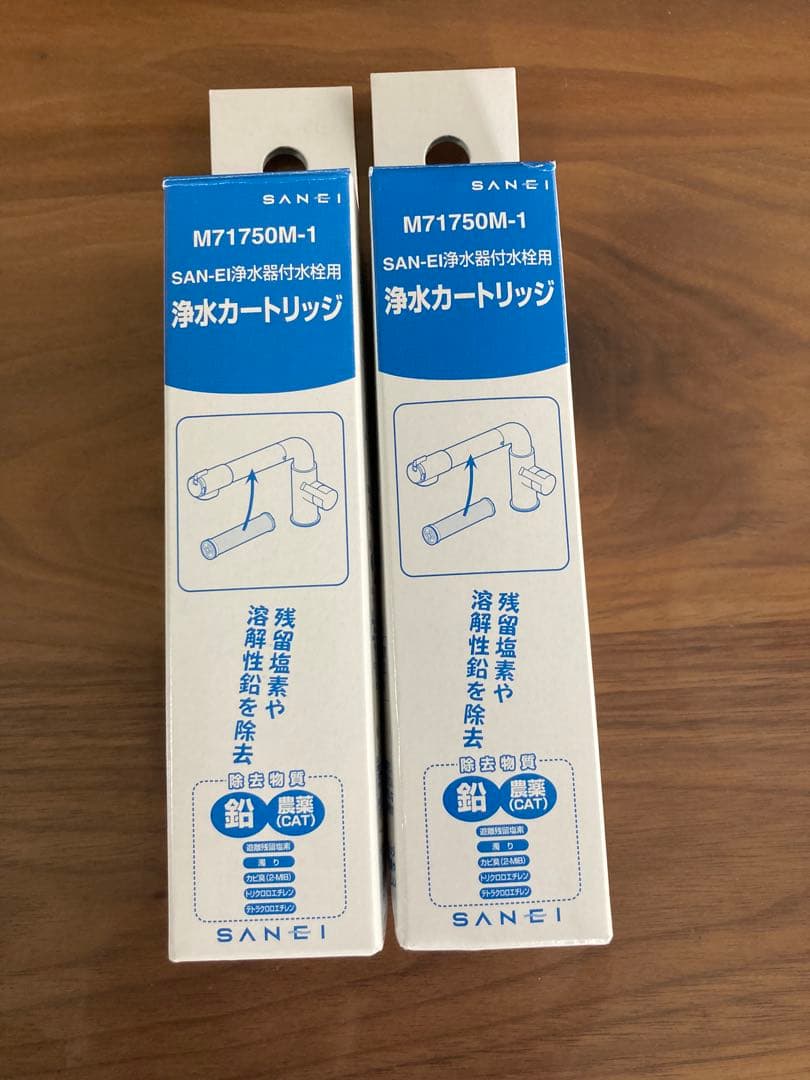 SANEI
M71750M-1
SAN-EI浄水器付水栓用
浄水カートリッジ
残留塩素や
溶解性鉛を除去
除去物質
鉛
農薬
(CAT)
遊離残留塩素
濁り
カビ臭(2-MIB)
トリクロロエチレン
テトラクロロエチレン
SANEI
SANEI
M71750M-1
SAN-EI浄水器付水栓用
浄水カートリッジ
残留塩素や
溶解性鉛を除去
除去物質
鉛
農薬
(CAT)
遊離残留塩素
濁り
カビ臭(2-MIB)
トリクロロエチレン
テトラクロロエチレン
SANEI